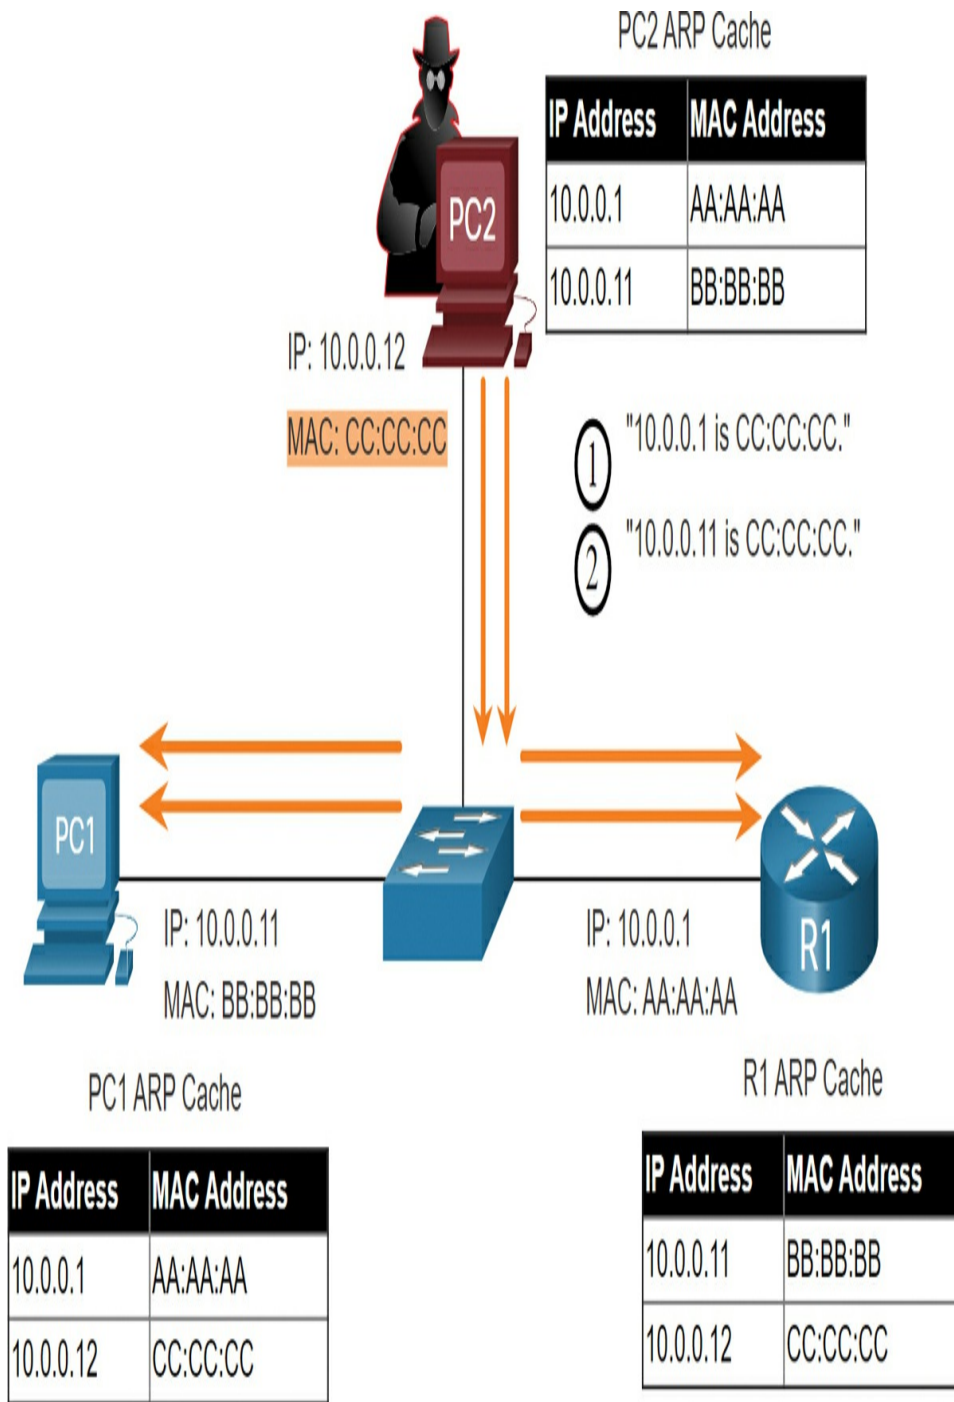 PC2 ARP Cache
IP Address MAC Address
10.0.0.1 AA:AA:AA
10.0.0.11 BB:BB:BB
PC2
IP: 10.0.0.12
MAC: CC:CC:CC
1 "10.0.0.1 is CC:CC:CC."
2 "10.0.0.11 is CC:CC:CC."
PC1
IP: 10.0.0.11
MAC: BB:BB:BB
IP: 10.0.0.1
MAC: AA:AA:AA
R1
PC1 ARP Cache
IP Address MAC Address
10.0.0.1 AA:AA:AA
10.0.0.12 CC:CC:CC
R1 ARP Cache
IP Address MAC Address
10.0.0.11 BB:BB:BB
10.0.0.12 CC:CC:CC